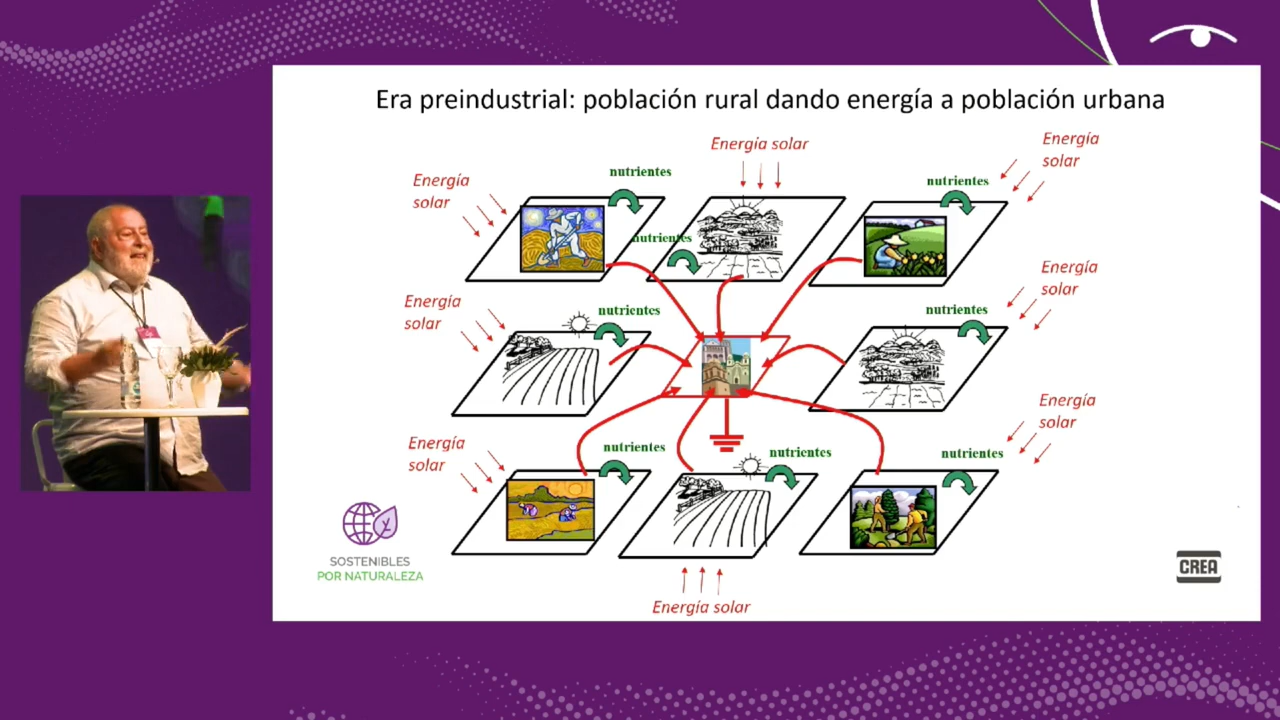 Era preindustrial: población rural dando energía a población urbana
Energía solar
Energía
solar
nutrientes
Energía
solar
nutrientes
nutrientes
Energía
solar
nutrientes
Energía
solar
nutrientes
Energía
solar
nutrientes
Energía
solar
nutrientes
nutrientes
Energía solar
SOSTENIBLES
POR NATURALEZA
CREA